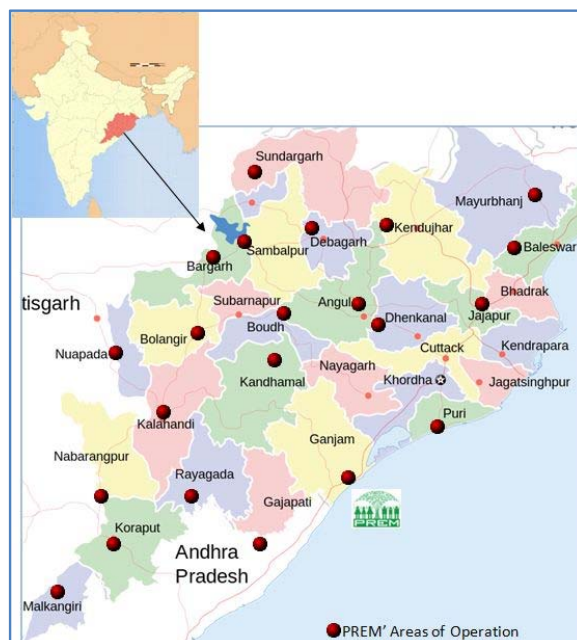 Sundargarh
Mayurbhanj
Kendujhar
Debagarh
Baleswar
Sambalpur
Bargarh
Bhadrak
tisgarh
Subarnapur
Angul
Jajapur
Boudh
Dhenkanal
Bolangir
Kendrapara
Cuttack
Nuapada
Nayagarh
Kandhamal
Khordha
Jagatsinghpur
Kalahandi
Puri
Ganjam
Nabarangpur
Rayagada
Gajapati
PREM
Koraput
Andhra
Pradesh
Malkangiri
PREM' Areas of Operation